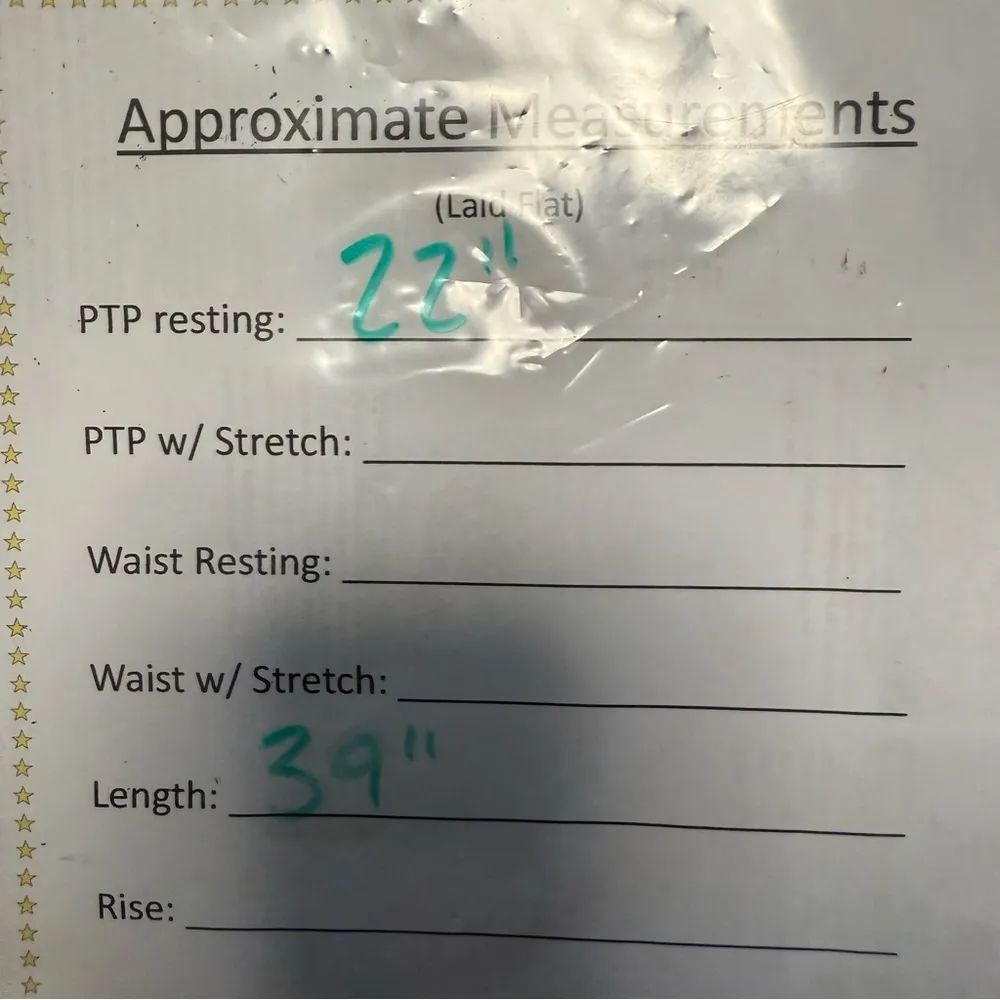 Approximate Measurements
(Laid Flat)
PTP resting: 22"
PTP w/ Stretch:
Waist Resting:
Waist w/ Stretch:
Length: 39"
Rise: